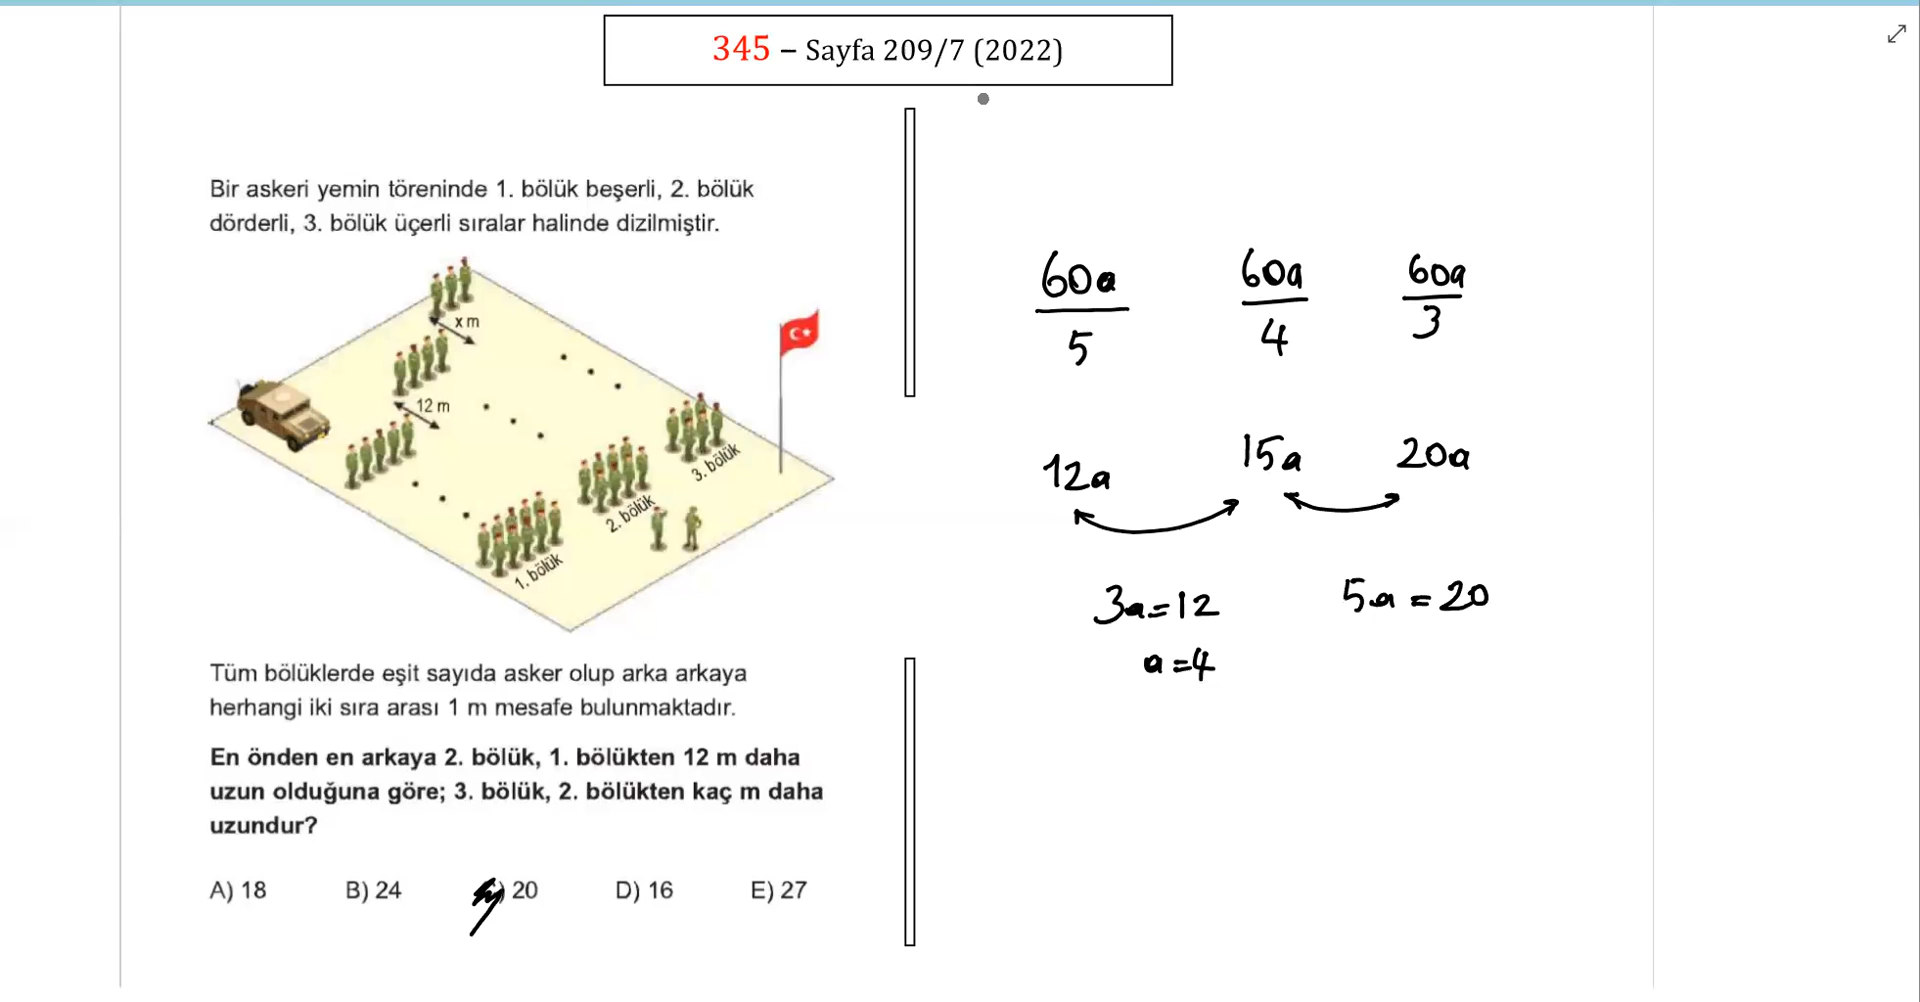 345 – Sayfa 209/7 (2022)
Bir askeri yemin töreninde 1. bölük beşerli, 2. bölük
dörderli, 3. bölük üçerli sıralar halinde dizilmiştir.
x m
12 m
3. bölük
2. bölük
1. bölük
Tüm bölüklerde eşit sayıda asker olup arka arkaya
herhangi iki sıra arası 1 m mesafe bulunmaktadır.
En önden en arkaya 2. bölük, 1. bölükten 12 m daha
uzun olduğuna göre; 3. bölük, 2. bölükten kaç m daha
uzundur?
A) 18 B) 24 ) 20 D) 16 E) 27
60a 60a 60a
5 4 3
12a 15a 20a
3a=12 5a=20
a=4